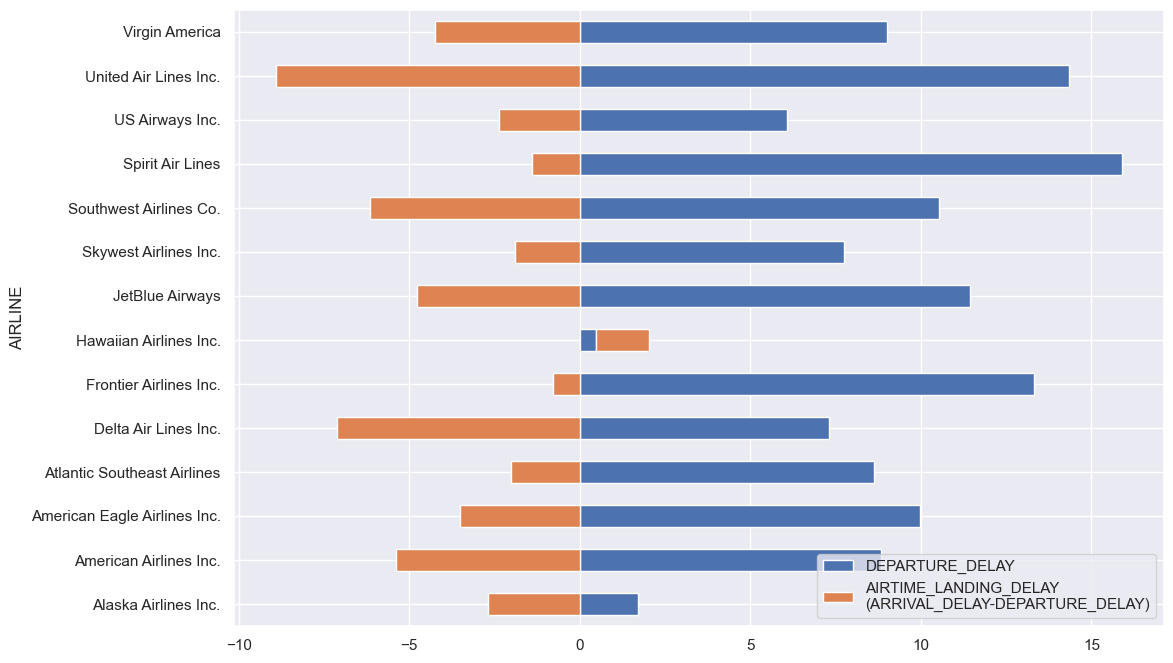 Virgin America
United Air Lines Inc.
US Airways Inc.
Spirit Air Lines
Southwest Airlines Co.
Skywest Airlines Inc.
JetBlue Airways
Hawaiian Airlines Inc.
Frontier Airlines Inc.
Delta Air Lines Inc.
Atlantic Southeast Airlines
American Eagle Airlines Inc.
American Airlines Inc.
Alaska Airlines Inc.
AIRLINE
DEPARTURE_DELAY
AIRTIME_LANDING_DELAY
(ARRIVAL_DELAY-DEPARTURE_DELAY)
−10 −5 0 5 10 15